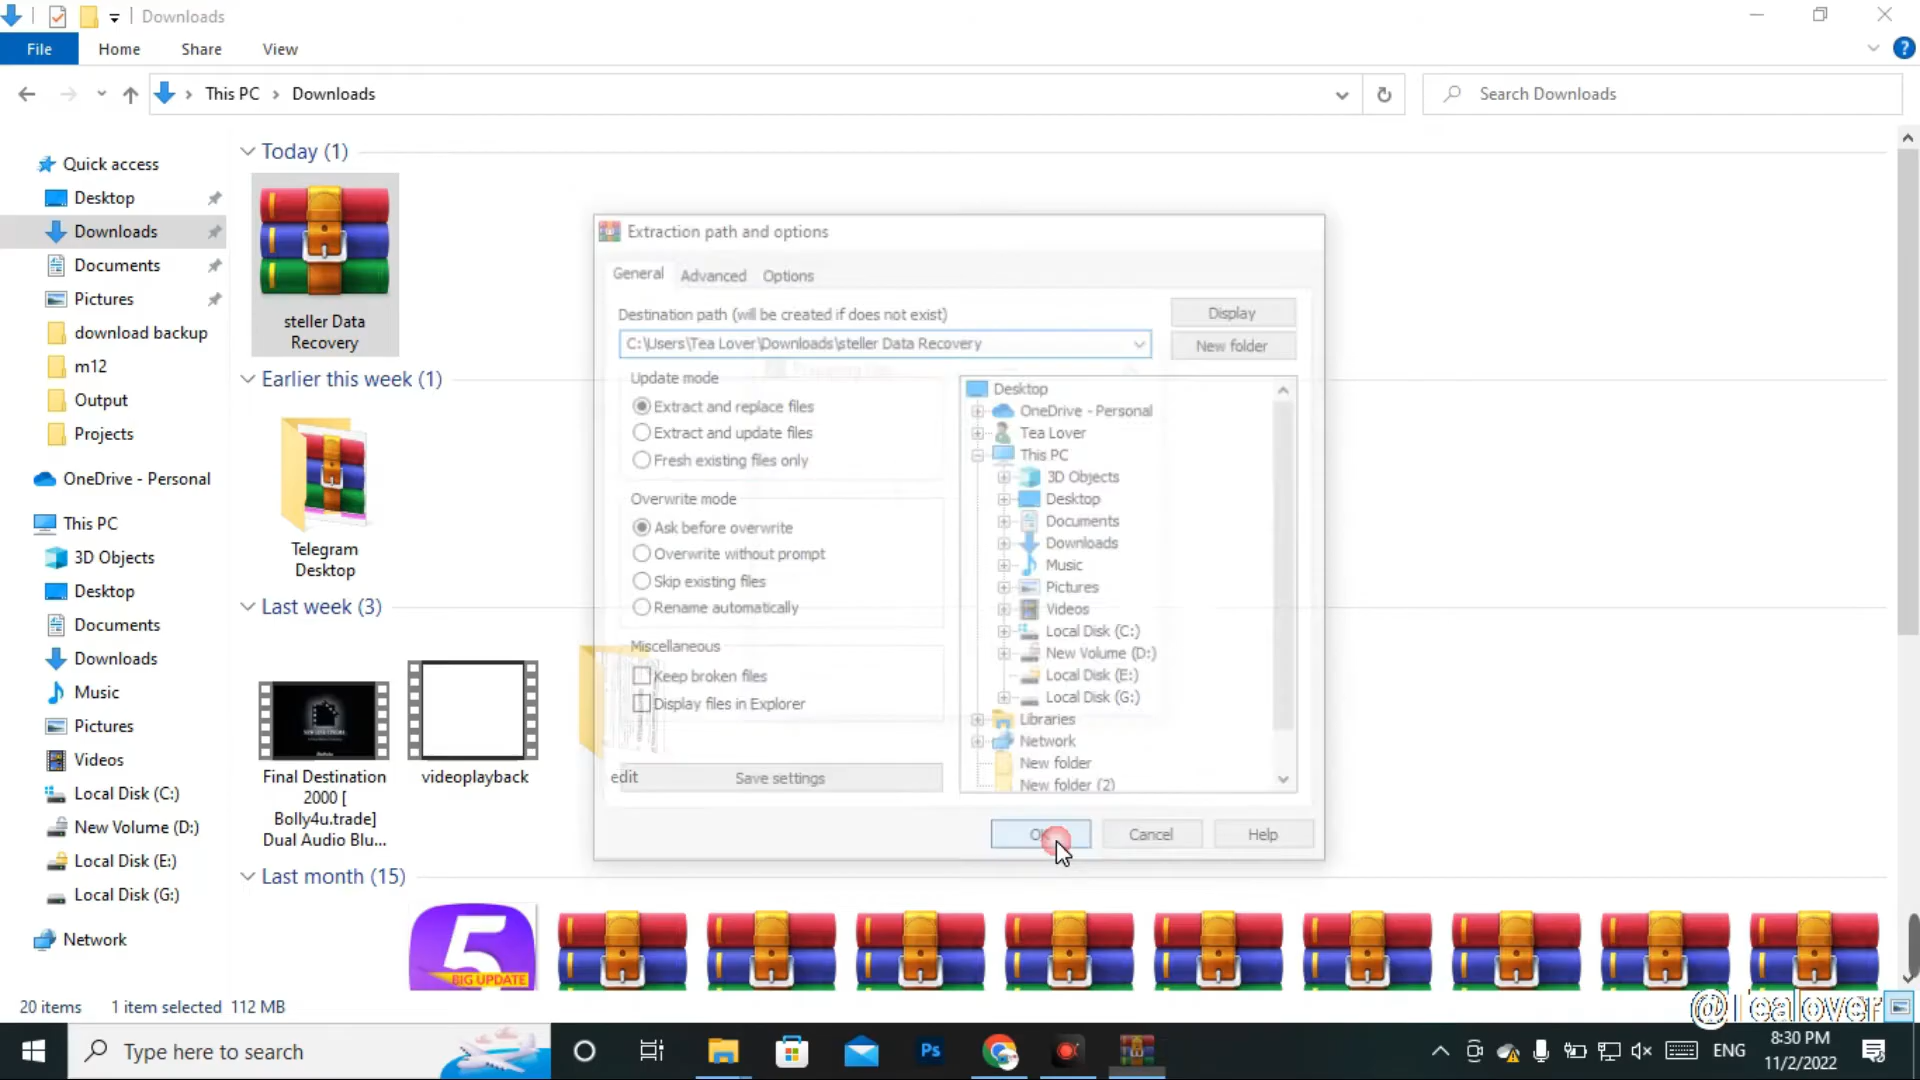 Downloads
File
Home
Share
View
This PC
Downloads
Search Downloads
Quick access
Desktop
Downloads
Documents
Pictures
download backup
m12
Output
Projects
OneDrive - Personal
This PC
3D Objects
Desktop
Documents
Downloads
Music
Pictures
Videos
Local Disk (C:)
New Volume (D:)
Local Disk (E:)
Local Disk (G:)
Network
Today (1)
steller Data
Recovery
Earlier this week (1)
Telegram
Desktop
Last week (3)
Final Destination
2000 [
Bolly4u.trade]
Dual Audio Blu...
videoplayback
edit
Last month (15)
5
BIG UPDATE
Extraction path and options
General
Advanced
Options
Destination path (will be created if does not exist)
C:\Users\Tea Lover\Downloads\steller Data Recovery
Display
New folder
Update mode
Extract and replace files
Extract and update files
Fresh existing files only
Overwrite mode
Ask before overwrite
Overwrite without prompt
Skip existing files
Rename automatically
Miscellaneous
Keep broken files
Display files in Explorer
Save settings
Desktop
OneDrive - Personal
Tea Lover
This PC
3D Objects
Desktop
Documents
Downloads
Music
Pictures
Videos
Local Disk (C:)
New Volume (D:)
Local Disk (E:)
Local Disk (G:)
Libraries
Network
New folder
New folder (2)
OK
Cancel
Help
20 items
1 item selected 112 MB
@Tealover
Type here to search
Ps
ENG
8:30 PM
11/2/2022